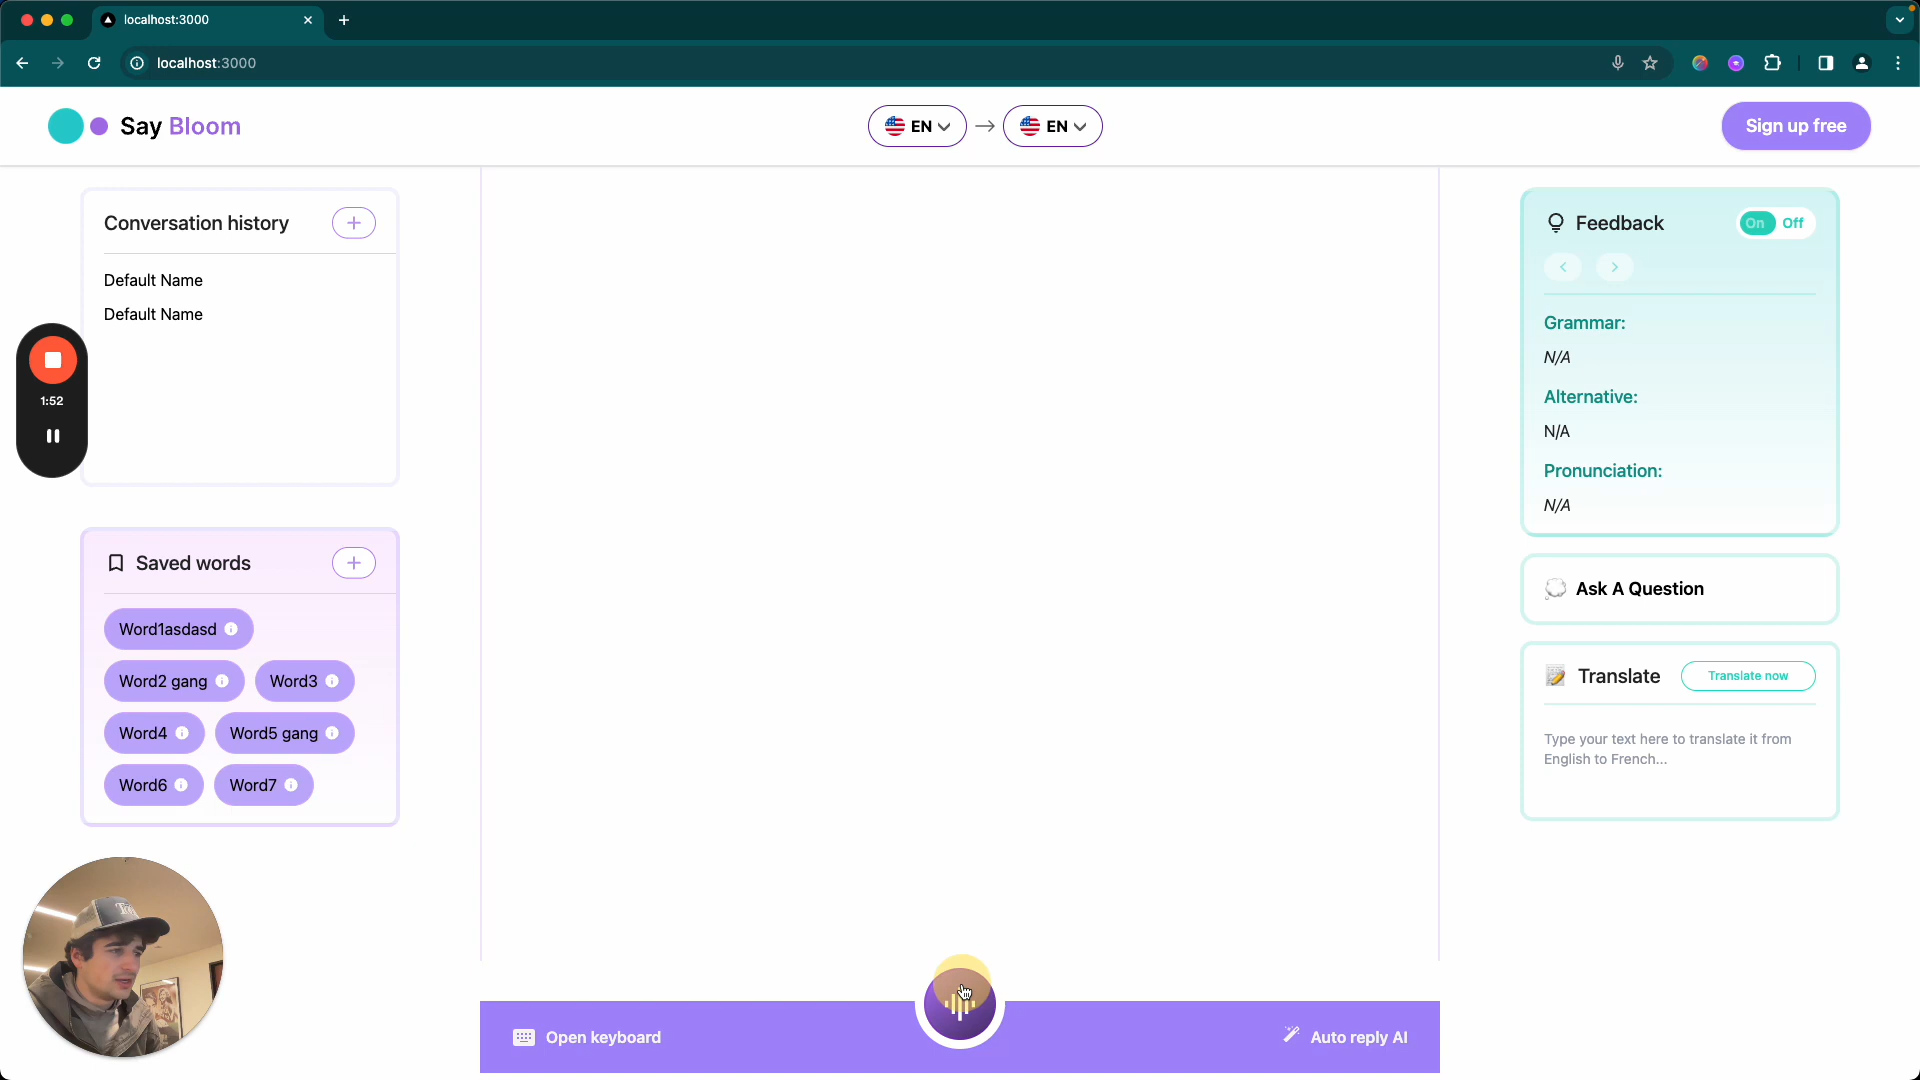 localhost:3000
localhost:3000
Say Bloom
EN
EN
Sign up free
Conversation history
Default Name
Default Name
1:52
Saved words
Word1asdasd
Word2 gang
Word3
Word4
Word5 gang
Word6
Word7
Feedback
On
Off
Grammar:
N/A
Alternative:
N/A
Pronunciation:
N/A
Ask A Question
Translate
Translate now
Type your text here to translate it from
English to French...
Open keyboard
Auto reply AI